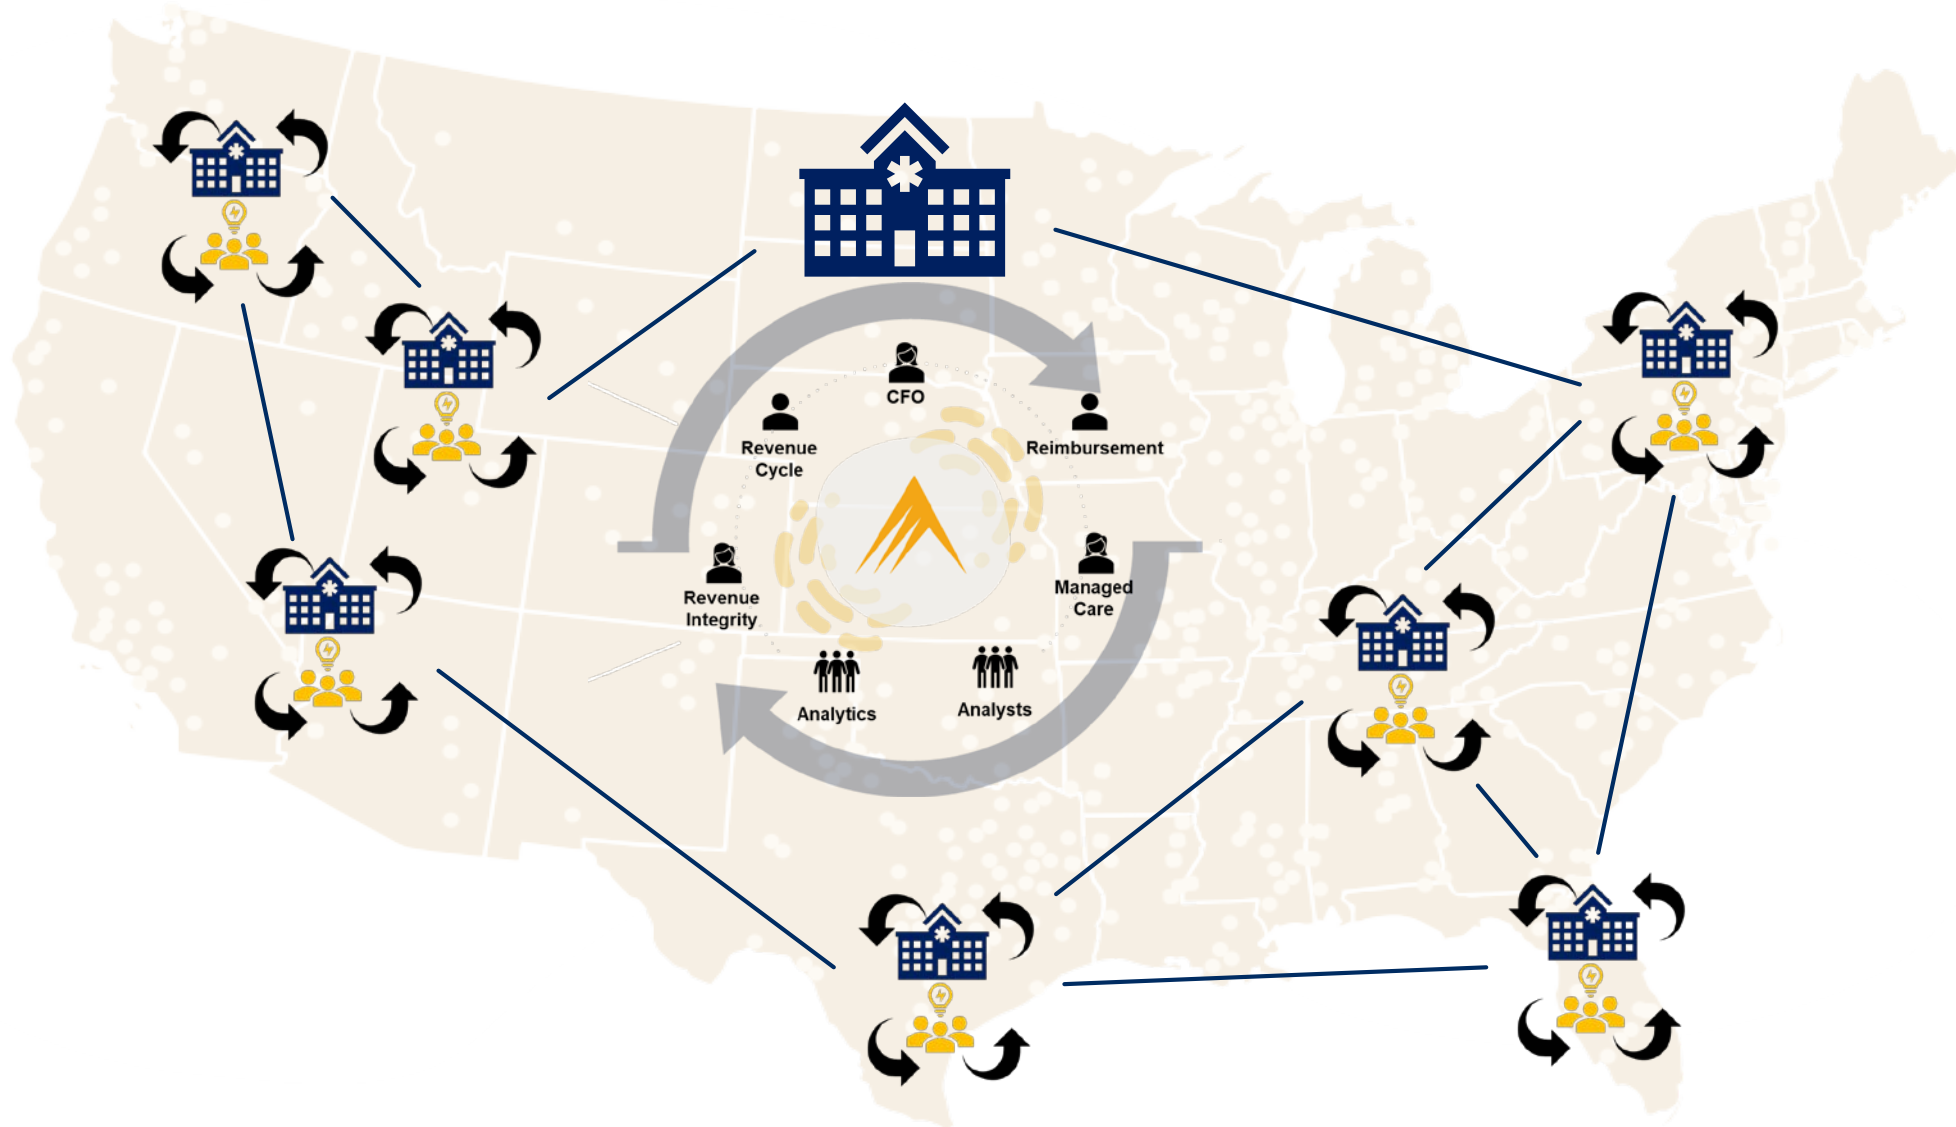 CFO
Revenue
Cycle
Reimbursement
Revenue
Integrity
Managed
Care
Analytics
Analysts